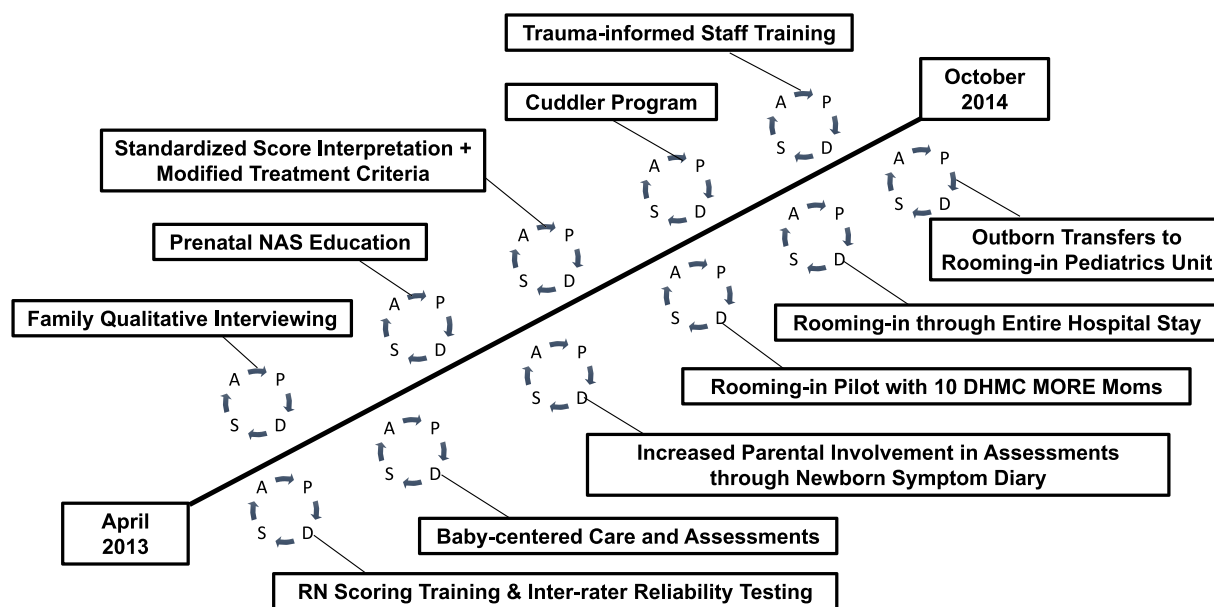 Trauma-informed Staff Training
October
2014
Cuddler Program
A P
S D
Standardized Score Interpretation +
Modified Treatment Criteria
A P
S D
A P
S D
Prenatal NAS Education
A P
S D
A P
S D
Outborn Transfers to
Rooming-in Pediatrics Unit
Family Qualitative Interviewing
A P
S D
A P
S D
Rooming-in through Entire Hospital Stay
A P
S D
A P
S D
Rooming-in Pilot with 10 DHMC MORE Moms
A P
S D
Increased Parental Involvement in Assessments
through Newborn Symptom Diary
April
2013
A P
S D
Baby-centered Care and Assessments
RN Scoring Training & Inter-rater Reliability Testing